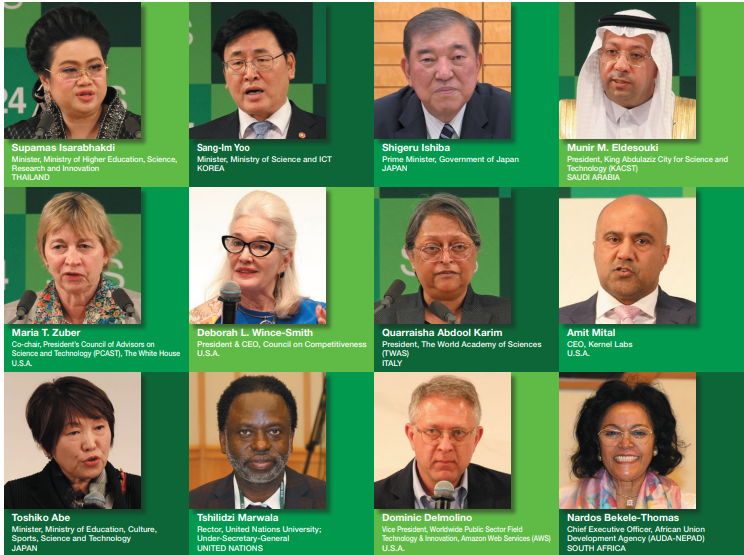 24
S
Supamas Isarabhakdi
Minister, Ministry of Higher Education, Science,
Research and Innovation
THAILAND
Sang-Im Yoo
Minister, Ministry of Science and ICT
KOREA
Shigeru Ishiba
Prime Minister, Government of Japan
JAPAN
Munir M. Eldesouki
President, King Abdulaziz City for Science and
Technology (KACST)
SAUDI ARABIA
24
S
S
Maria T. Zuber
Co-chair, President's Council of Advisors on
Science and Technology (PCAST), The White House
U.S.A.
Deborah L. Wince-Smith
President & CEO, Council on Competitiveness
U.S.A.
Quarraisha Abdool Karim
President, The World Academy of Sciences
(TWAS)
ITALY
Amit Mital
CEO, Kernel Labs
U.S.A.
Toshiko Abe
Minister, Ministry of Education, Culture,
Sports, Science and Technology
JAPAN
Tshilidzi Marwala
Rector, United Nations University;
Under-Secretary-General
UNITED NATIONS
Dominic Delmolino
Vice President, Worldwide Public Sector Field
Technology & Innovation, Amazon Web Services (AWS)
U.S.A.
Nardos Bekele-Thomas
Chief Executive Officer, African Union
Development Agency (AUDA-NEPAD)
SOUTH AFRICA